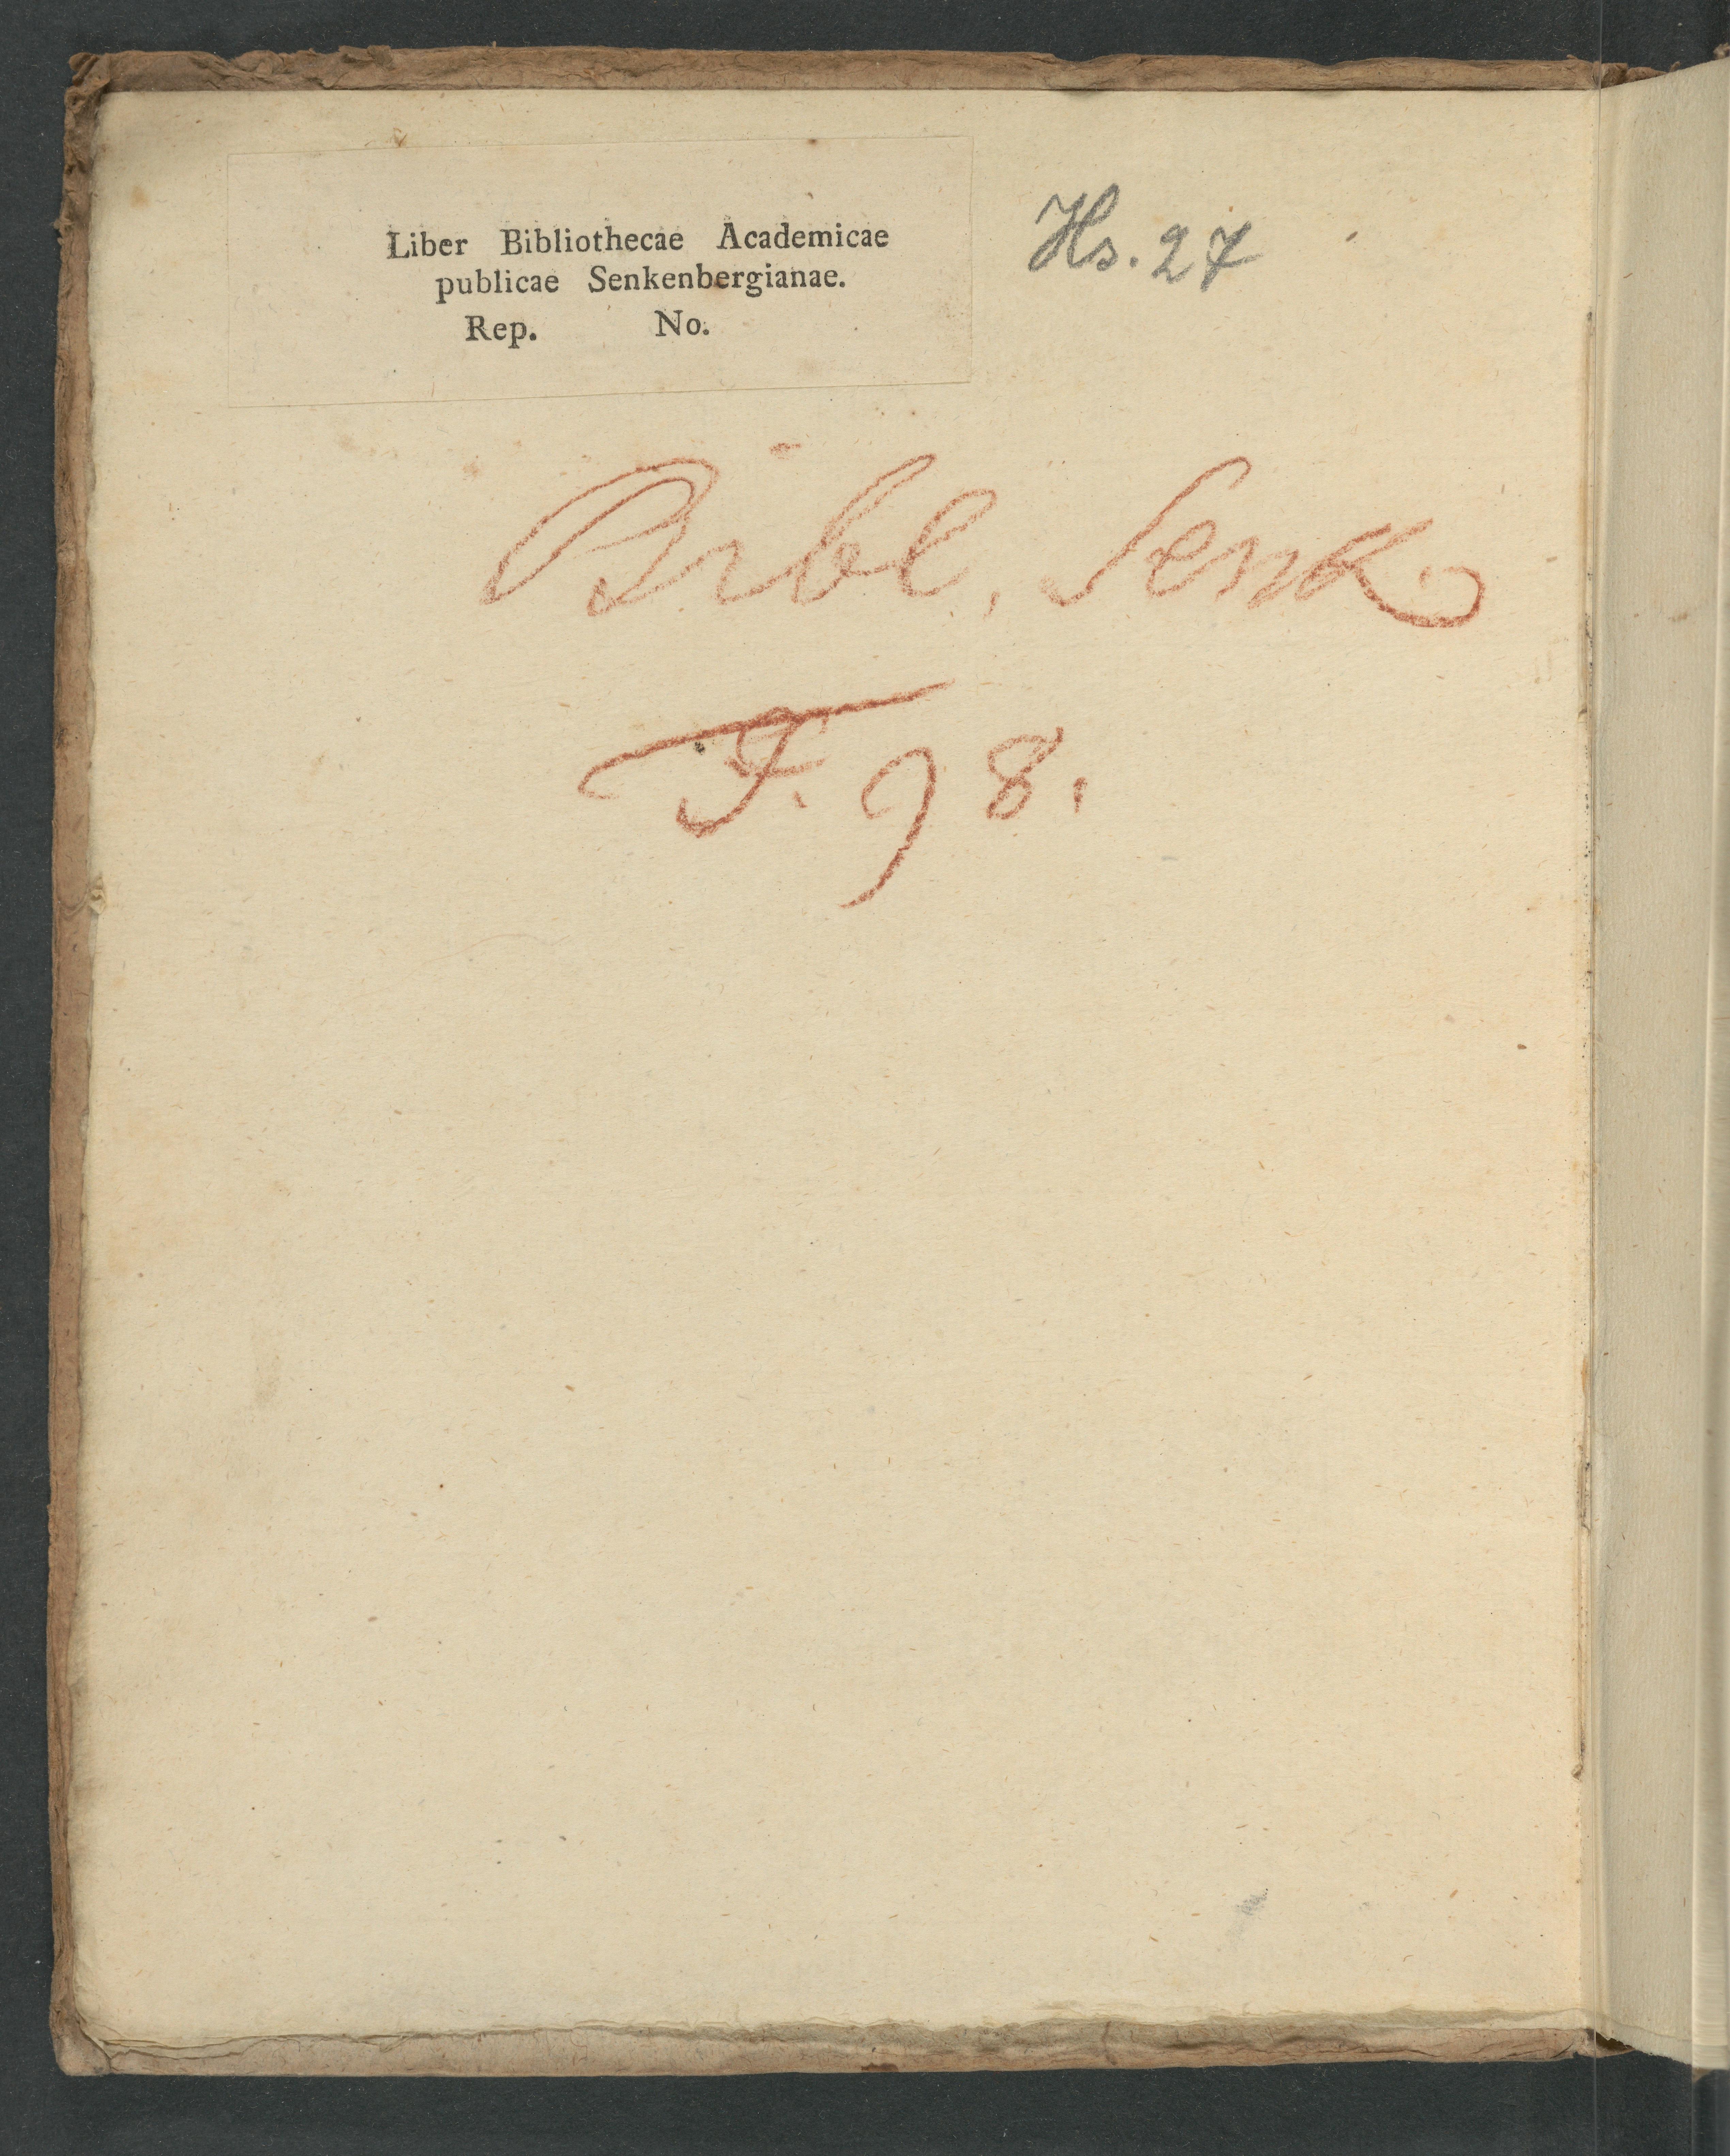 Liber Bibliothecae Academicae
publicae Senkenbergianae.
Rep. No.
Hs. 27
Bibl. Senk.
F. 98.